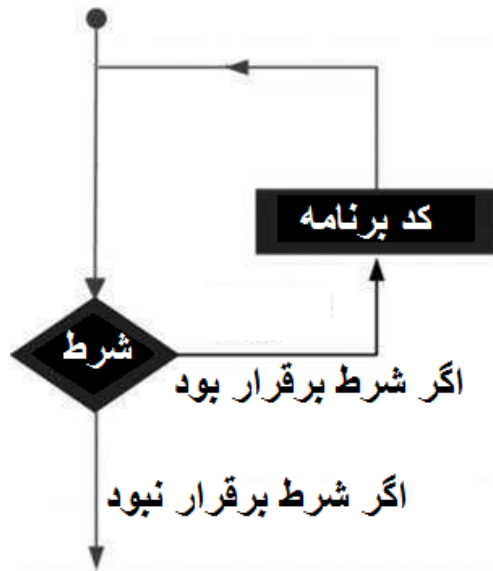 کد برنامه
شرط
اگر شرط برقرار بود
اگر شرط برقرار نبود